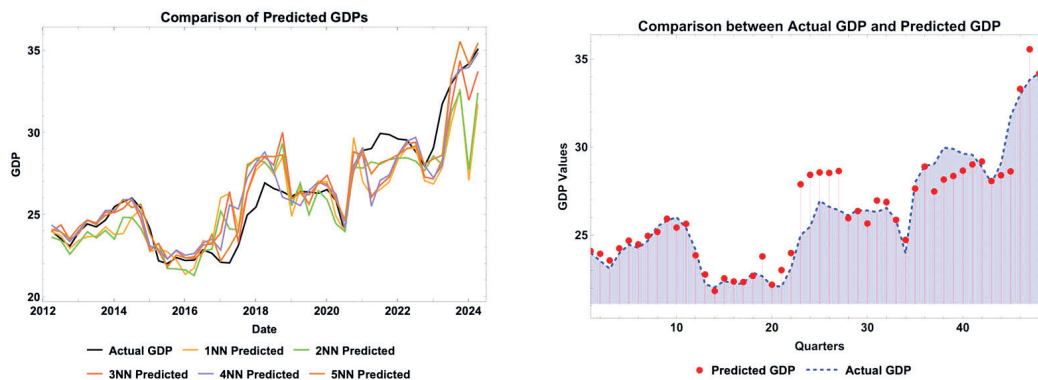 Comparison of Predicted GDPs
GDP
35
30
25
20
2012 2014 2016 2018 2020 2022 2024
Date
Actual GDP 1NN Predicted 2NN Predicted
3NN Predicted 4NN Predicted 5NN Predicted
Comparison between Actual GDP and Predicted GDP
GDP Values
35
30
25
10 20 30 40
Quarters
Predicted GDP Actual GDP